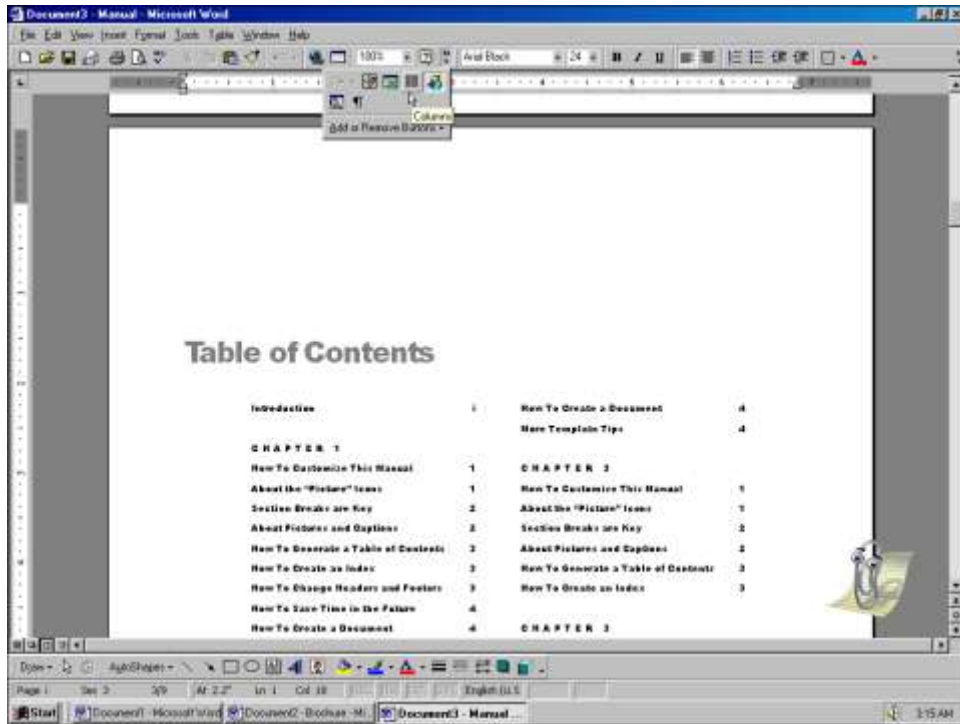 Document3 - Manual - Microsoft Word
File Edit View Insert Format Tools Table Window Help
100% Arial Black 24 B I U
Columns
Add or Remove Buttons
Table of Contents
Introduction i
CHAPTER 1
How To Customize This Manual 1
About the “Picture” Icons 1
Section Breaks are Key 2
About Pictures and Captions 2
How To Generate a Table of Contents 3
How To Create an Index 3
How To Change Headers and Footers 3
How To Save Time in the Future 4
How To Create a Document 4
How To Create a Document 4
More Template Tips 4
CHAPTER 2
How To Customize This Manual 1
About the “Picture” Icons 1
Section Breaks are Key 2
About Pictures and Captions 2
How To Generate a Table of Contents 3
How To Create an Index 3
CHAPTER 3
Draw AutoShapes
Page i Sec 3 3/9 At 2.2" Ln 1 Col 18 English (U.S
Start Document1 - Microsoft Word Document2 - Brochure - Mi... Document3 - Manual ... 3:15 AM